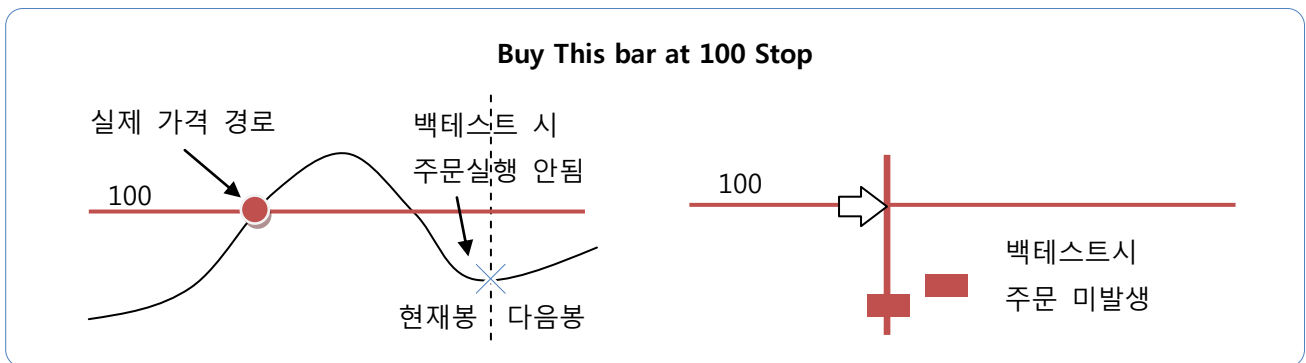 Buy This bar at 100 Stop
실제 가격 경로
백테스트 시
주문실행 안됨
100
현재봉
다음봉
100
백테스트시
주문 미발생